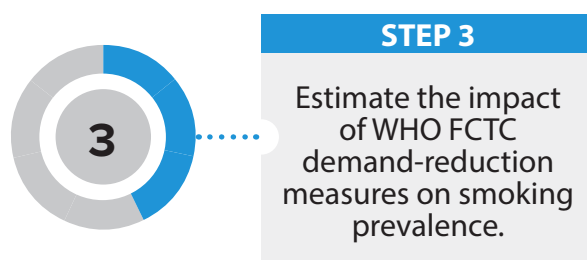 3
STEP 3
Estimate the impact
of WHO FCTC
demand-reduction
measures on smoking
prevalence.